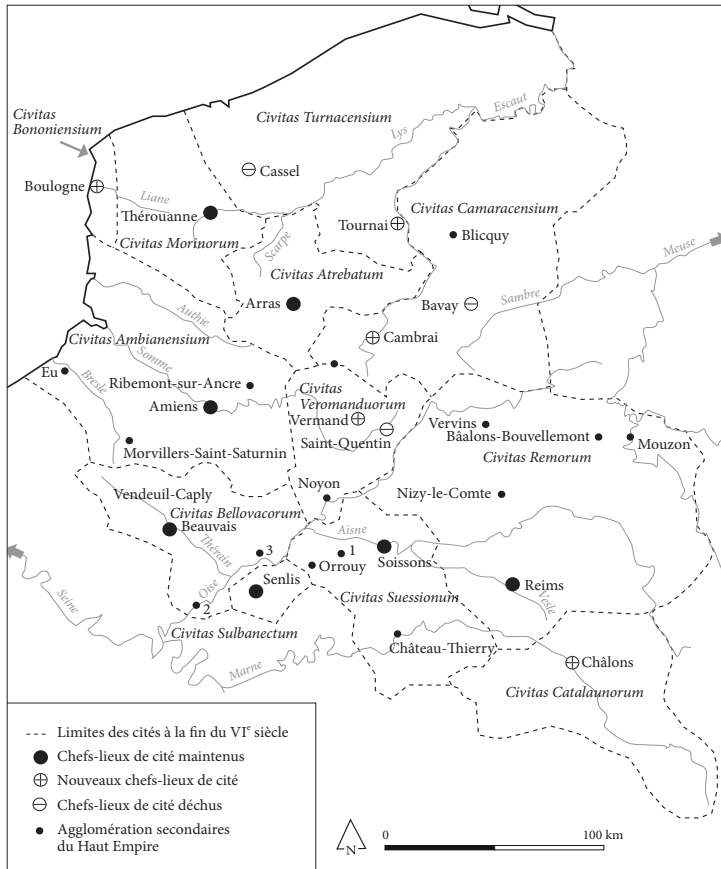 Civitas
Bononiensium
Civitas Turnacensium
Escaut
Lys
Cassel
Boulogne
Liane
Thérouanne
Civitas Morinorum
Scarpe
Tournai
Civitas Camaracensium
Blicquy
Meuse
Civitas Atrebatum
Arras
Bavay
Sambre
Authie
Cambrai
Civitas Ambianensium
Somme
Bresle
Eu
Ribemont-sur-Ancre
Amiens
Civitas
Veromanduorum
Vermand
Saint-Quentin
Vervins
Bâalons-Bouvellemont
Mouzon
Civitas Remorum
Morvillers-Saint-Saturnin
Noyon
Nizy-le-Comte
Vendeuil-Caply
Civitas Bellovacorum
Beauvais
Thérain
Aisne
3
1
Soissons
Orrouy
Oise
Senlis
2
Reims
Vesle
Civitas Suessionum
Seine
Civitas Sulbanectum
Marne
Château-Thierry
Châlons
Civitas Catalaunorum
Limites des cités à la fin du VIe siècle
Chefs-lieux de cité maintenus
Nouveaux chefs-lieux de cité
Chefs-lieux de cité déchus
Agglomération secondaires
du Haut Empire
N
0 100 km